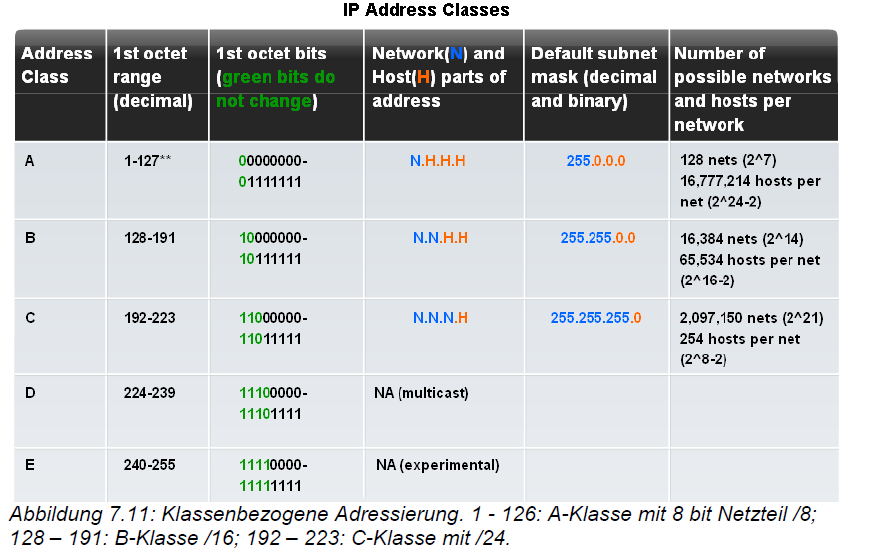 IP Address Classes
Address Class
1st octet range (decimal)
1st octet bits (green bits do not change)
Network(N) and Host(H) parts of address
Default subnet mask (decimal and binary)
Number of possible networks and hosts per network
A
1-127**
00000000-
01111111
N.H.H.H
255.0.0.0
128 nets (2^7)
16,777,214 hosts per
net (2^24-2)
B
128-191
10000000-
10111111
N.N.H.H
255.255.0.0
16,384 nets (2^14)
65,534 hosts per net
(2^16-2)
C
192-223
11000000-
11011111
N.N.N.H
255.255.255.0
2,097,150 nets (2^21)
254 hosts per net
(2^8-2)
D
224-239
11100000-
11101111
NA (multicast)
E
240-255
11110000-
11111111
NA (experimental)
Abbildung 7.11: Klassenbezogene Adressierung. 1 - 126: A-Klasse mit 8 bit Netzteil /8;
128 – 191: B-Klasse /16; 192 – 223: C-Klasse mit /24.